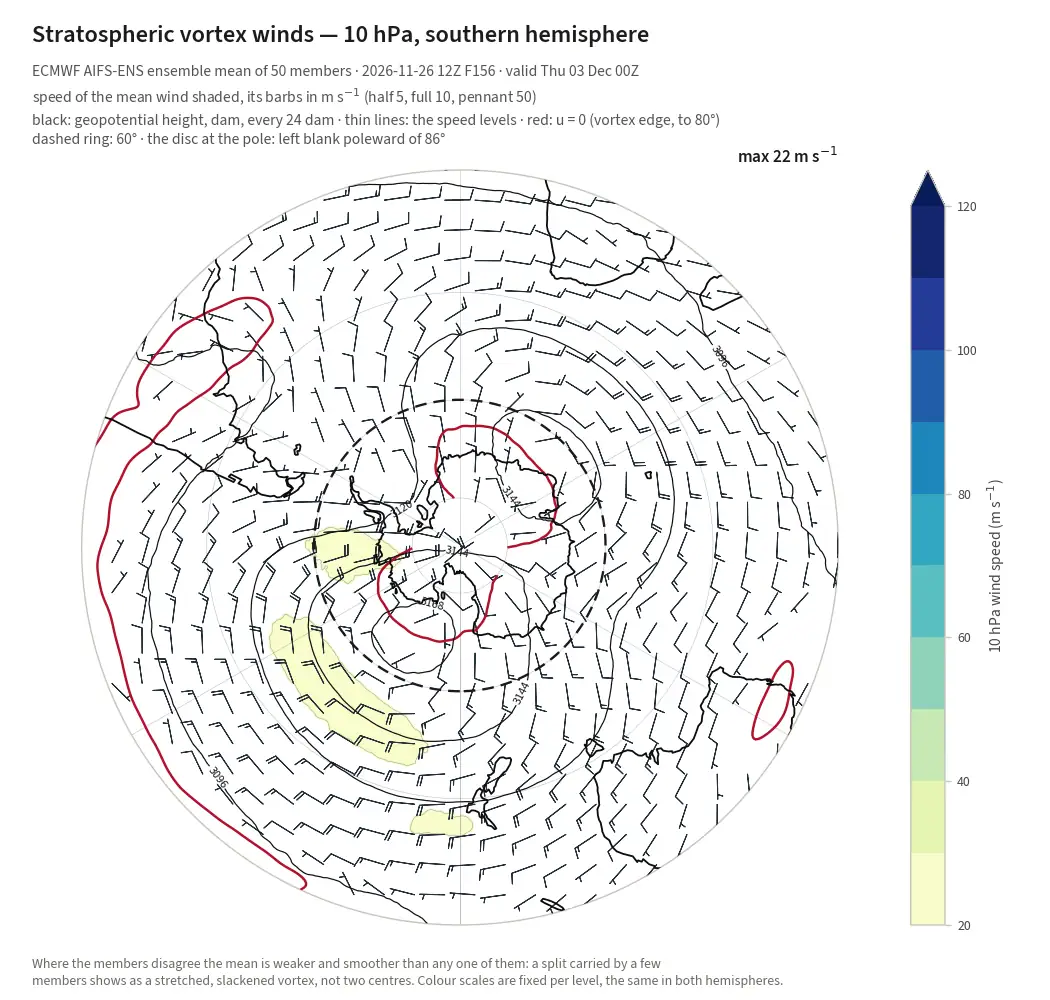 Stratospheric vortex winds — 10 hPa, southern hemisphere
ECMWF AIFS-ENS ensemble mean of 50 members · 2026-11-26 12Z F156 · valid Thu 03 Dec 00Z
speed of the mean wind shaded, its barbs in m s⁻¹ (half 5, full 10, pennant 50)
black: geopotential height, dam, every 24 dam · thin lines: the speed levels · red: u = 0 (vortex edge, to 80°)
dashed ring: 60° · the disc at the pole: left blank poleward of 86°
max 22 m s⁻¹
120
100
80
60
40
20
10 hPa wind speed (m s⁻¹)
3096
3144
3120
3144
3168
3144
3096
Where the members disagree the mean is weaker and smoother than any one of them: a split carried by a few
members shows as a stretched, slackened vortex, not two centres. Colour scales are fixed per level, the same in both hemispheres.